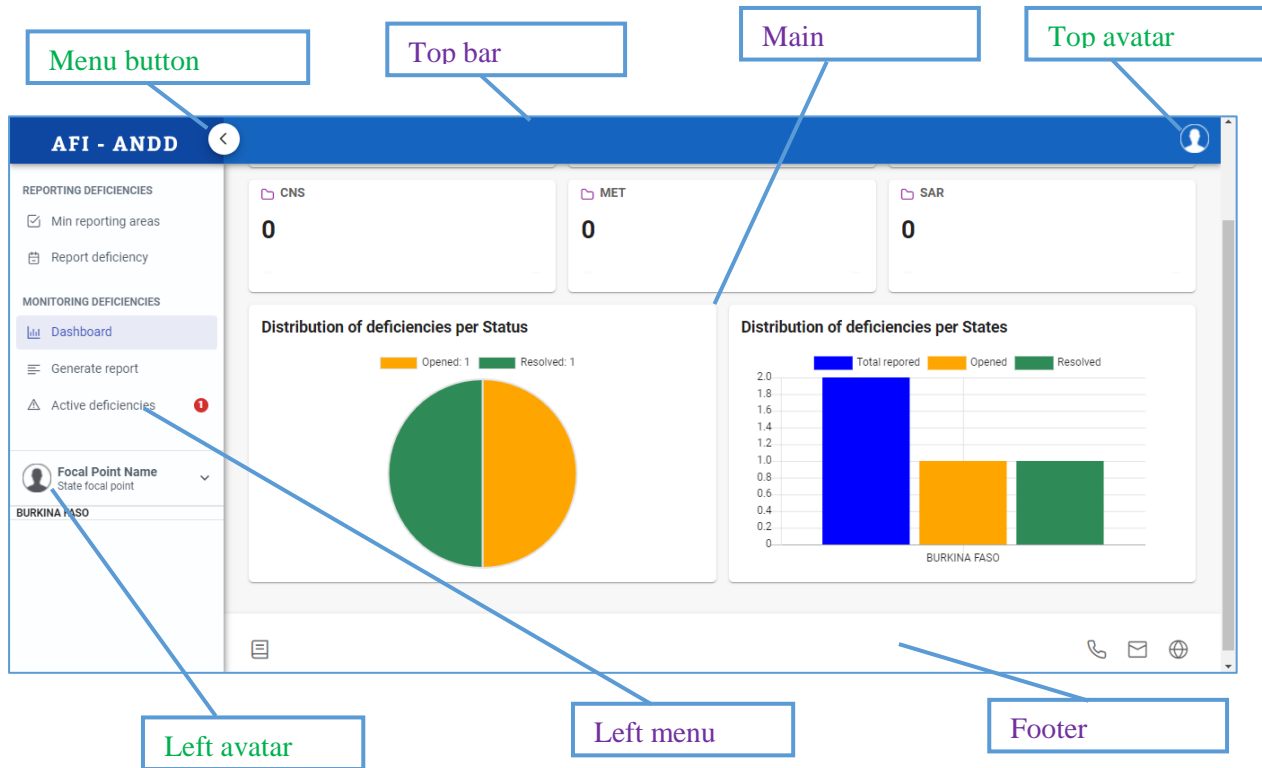 Menu button
Top bar
Main
Top avatar
AFI - ANDD
REPORTING DEFICIENCIES
Min reporting areas
Report deficiency
MONITORING DEFICIENCIES
Dashboard
Generate report
Active deficiencies 1
Focal Point Name
State focal point
BURKINA FASO
CNS
0
MET
0
SAR
0
Distribution of deficiencies per Status
Opened: 1 Resolved: 1
Distribution of deficiencies per States
Total repored Opened Resolved
2.0
1.8
1.6
1.4
1.2
1.0
0.8
0.6
0.4
0.2
0
BURKINA FASO
Left avatar
Left menu
Footer